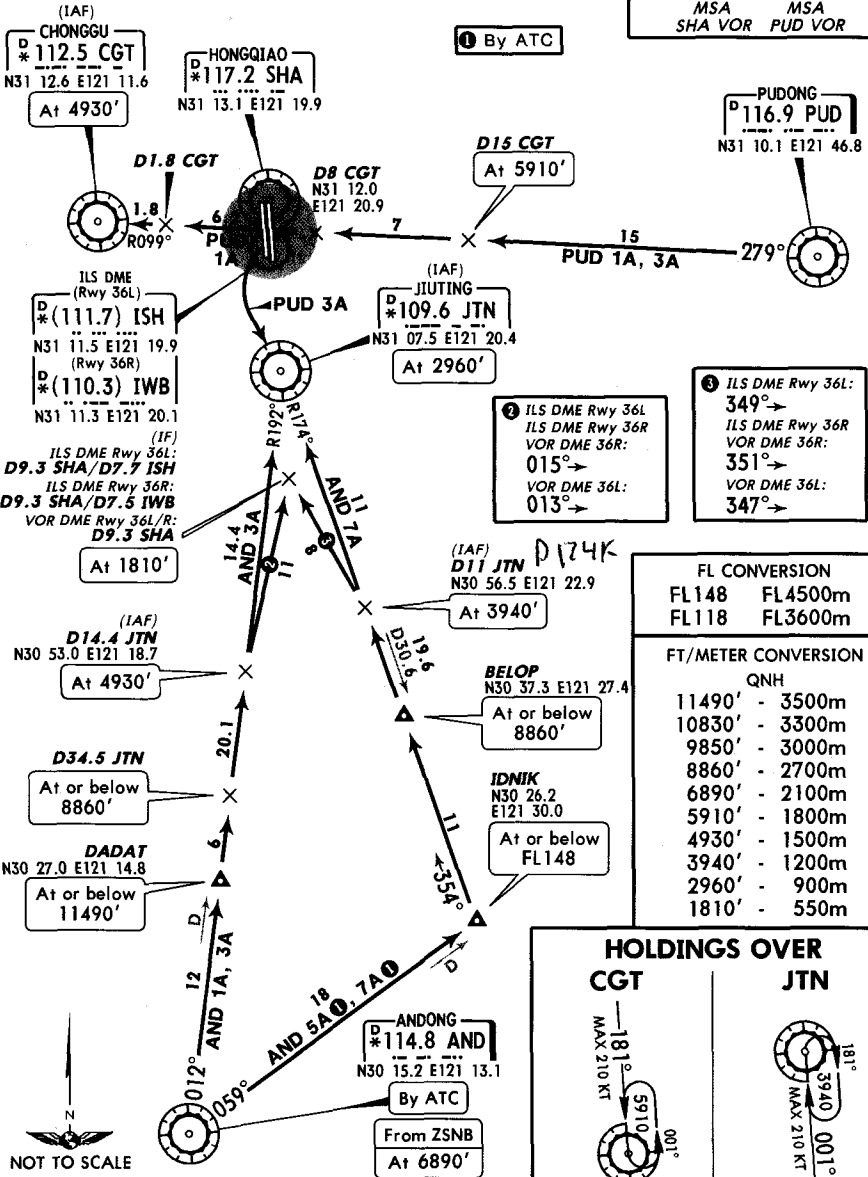 MSA MSA
SHA VOR PUD VOR
❶ By ATC
(IAF)
CHONGGU
D
* 112.5 CGT
N31 12.6 E121 11.6
At 4930'
HONGQIAO
D
* 117.2 SHA
N31 13.1 E121 19.9
PUDONG
D 116.9 PUD
N31 10.1 E121 46.8
D1.8 CGT
D8 CGT
N31 12.0
E121 20.9
D15 CGT
At 5910'
1.8
R099°
6
PUD
1A
7
15
PUD 1A, 3A
279°
ILS DME
(Rwy 36L)
D
* (111.7) ISH
N31 11.5 E121 19.9
(Rwy 36R)
D
* (110.3) IWB
N31 11.3 E121 20.1
PUD 3A
(IAF)
JIUTING
D
* 109.6 JTN
N31 07.5 E121 20.4
At 2960'
(IF)
ILS DME Rwy 36L:
D9.3 SHA/D7.7 ISH
ILS DME Rwy 36R:
D9.3 SHA/D7.5 IWB
VOR DME Rwy 36L/R:
D9.3 SHA
At 1810'
R192°
R174°
❷ ILS DME Rwy 36L
ILS DME Rwy 36R
VOR DME 36R:
015°→
VOR DME 36L:
013°→
❸ ILS DME Rwy 36L:
349°→
ILS DME Rwy 36R
VOR DME 36R:
351°→
VOR DME 36L:
347°→
14.4
AND 3A
❷
11
❸
8
11
AND 7A
(IAF)
D11 JTN D174K
N30 56.5 E121 22.9
At 3940'
(IAF)
D14.4 JTN
N30 53.0 E121 18.7
At 4930'
19.6
D30.6
BELOP
N30 37.3 E121 27.4
At or below
8860'
20.1
D34.5 JTN
At or below
8860'
IDNIK
N30 26.2
E121 30.0
At or below
FL148
11
354°
6
DADAT
N30 27.0 E121 14.8
At or below
11490'
D
12
AND 1A, 3A
012°
18
AND 5A ❶, 7A ❶
D
059°
ANDONG
D
* 114.8 AND
N30 15.2 E121 13.1
By ATC
From ZSNB
At 6890'
N
NOT TO SCALE
FL CONVERSION
FL148 FL4500m
FL118 FL3600m
FT/METER CONVERSION
QNH
11490' - 3500m
10830' - 3300m
9850' - 3000m
8860' - 2700m
6890' - 2100m
5910' - 1800m
4930' - 1500m
3940' - 1200m
2960' - 900m
1810' - 550m
HOLDINGS OVER
CGT JTN
181°
MAX 210 KT
5910
001°
181°
3940
MAX 210 KT
001°